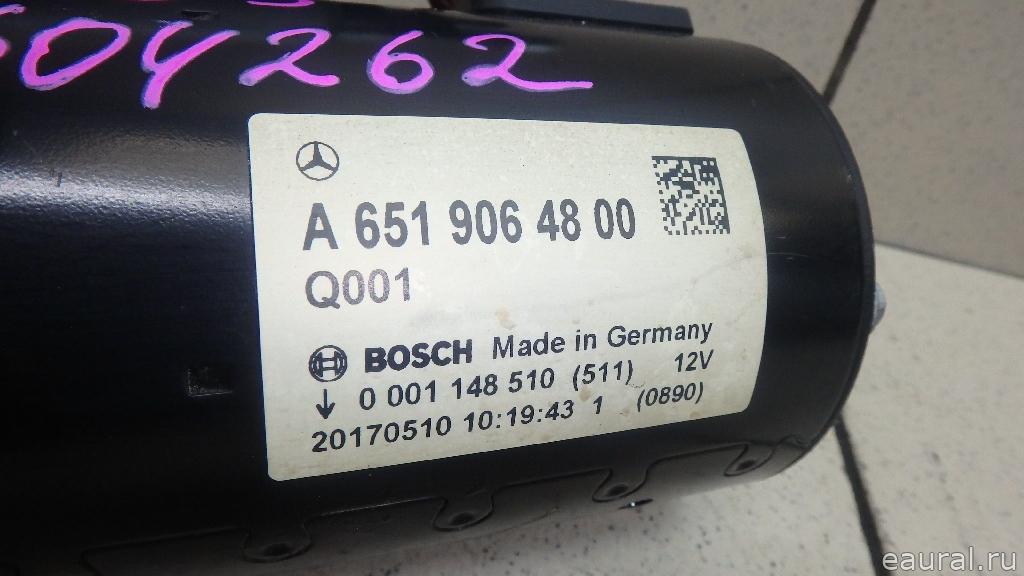 04262
A 651 906 48 00
Q001
BOSCH Made in Germany
0 001 148 510 (511) 12V
20170510 10:19:43 1 (0890)
eaural.ru